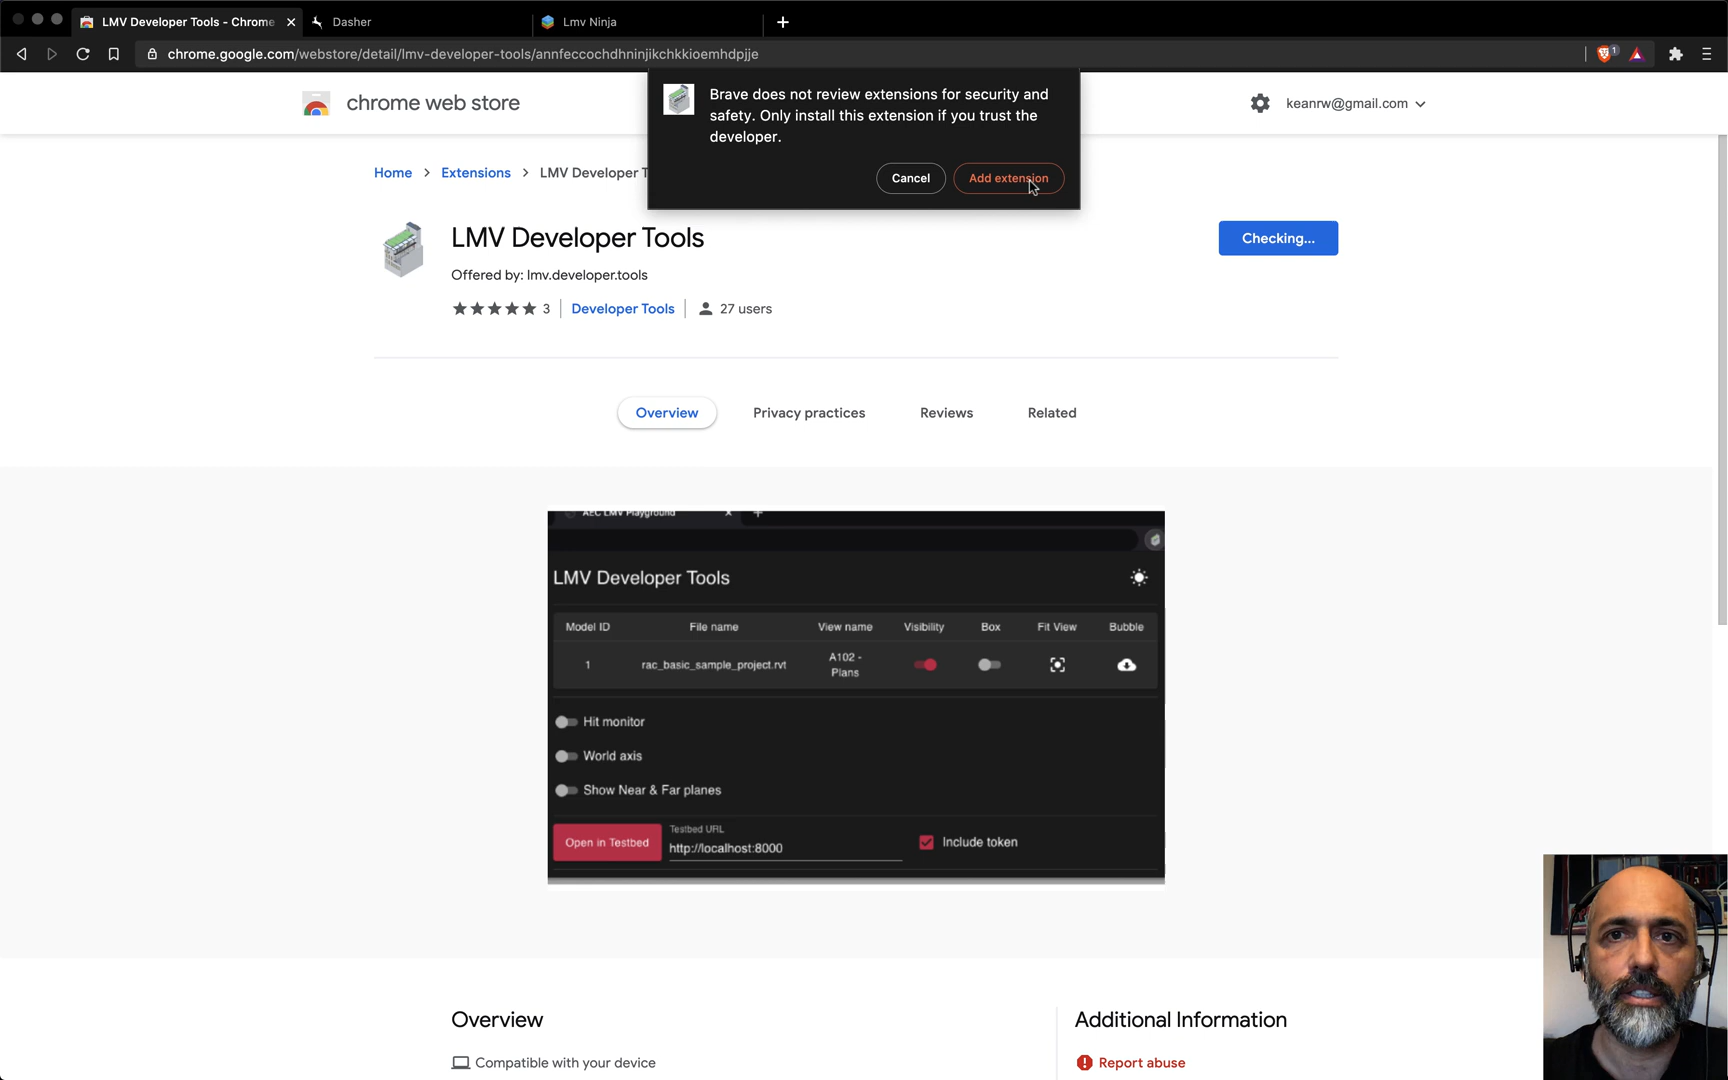 LMV Developer Tools - Chrome
Dasher
Lmv Ninja
chrome.google.com/webstore/detail/lmv-developer-tools/annfeccochdhninjikchkkioemhdpjje
1
chrome web store
keanrw@gmail.com
Brave does not review extensions for security and
safety. Only install this extension if you trust the
developer.
Cancel
Add extension
Home
Extensions
LMV Developer T
LMV Developer Tools
Checking...
Offered by: lmv.developer.tools
3
Developer Tools
27 users
Overview
Privacy practices
Reviews
Related
AEC LMV Playground
LMV Developer Tools
Model ID File name View name Visibility Box Fit View Bubble
1 rac_basic_sample_project.rvt A102 -
Plans
Hit monitor
World axis
Show Near & Far planes
Open in Testbed
Testbed URL
http://localhost:8000
Include token
Overview
Additional Information
Compatible with your device
Report abuse